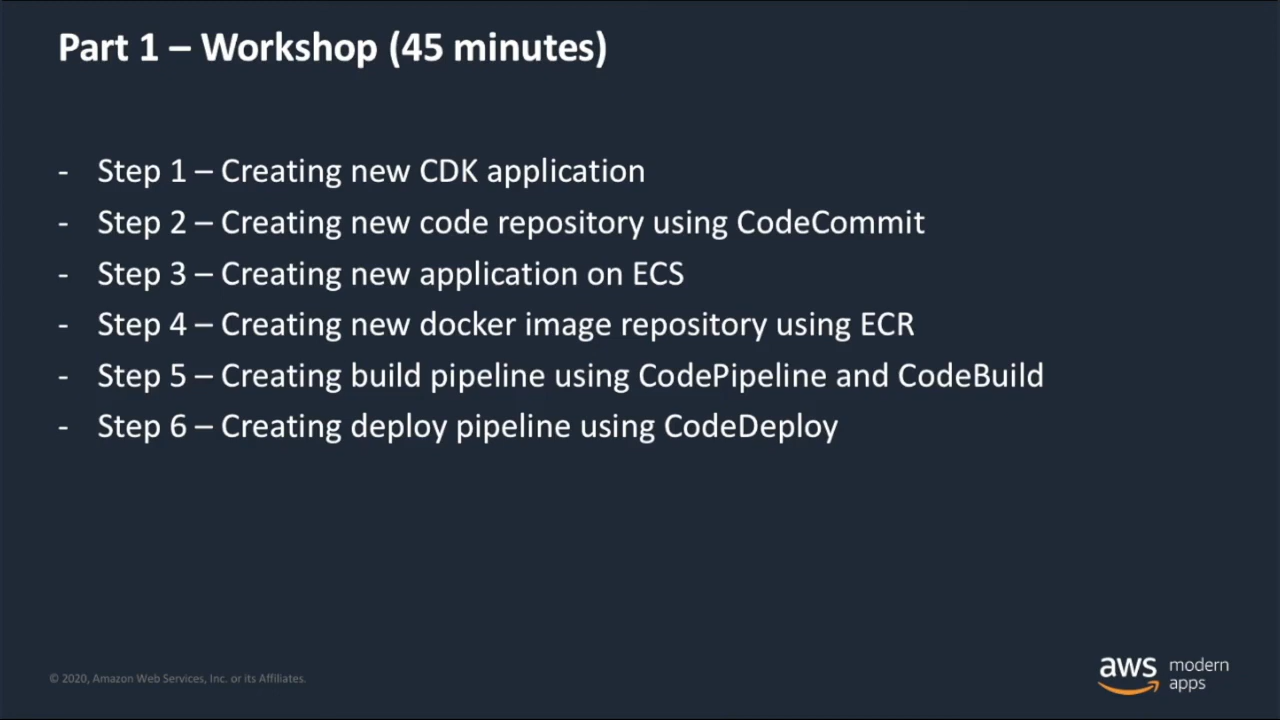 Part 1 – Workshop (45 minutes)
- Step 1 – Creating new CDK application
- Step 2 – Creating new code repository using CodeCommit
- Step 3 – Creating new application on ECS
- Step 4 – Creating new docker image repository using ECR
- Step 5 – Creating build pipeline using CodePipeline and CodeBuild
- Step 6 – Creating deploy pipeline using CodeDeploy
© 2020, Amazon Web Services, Inc. or its Affiliates.
aws modern
apps